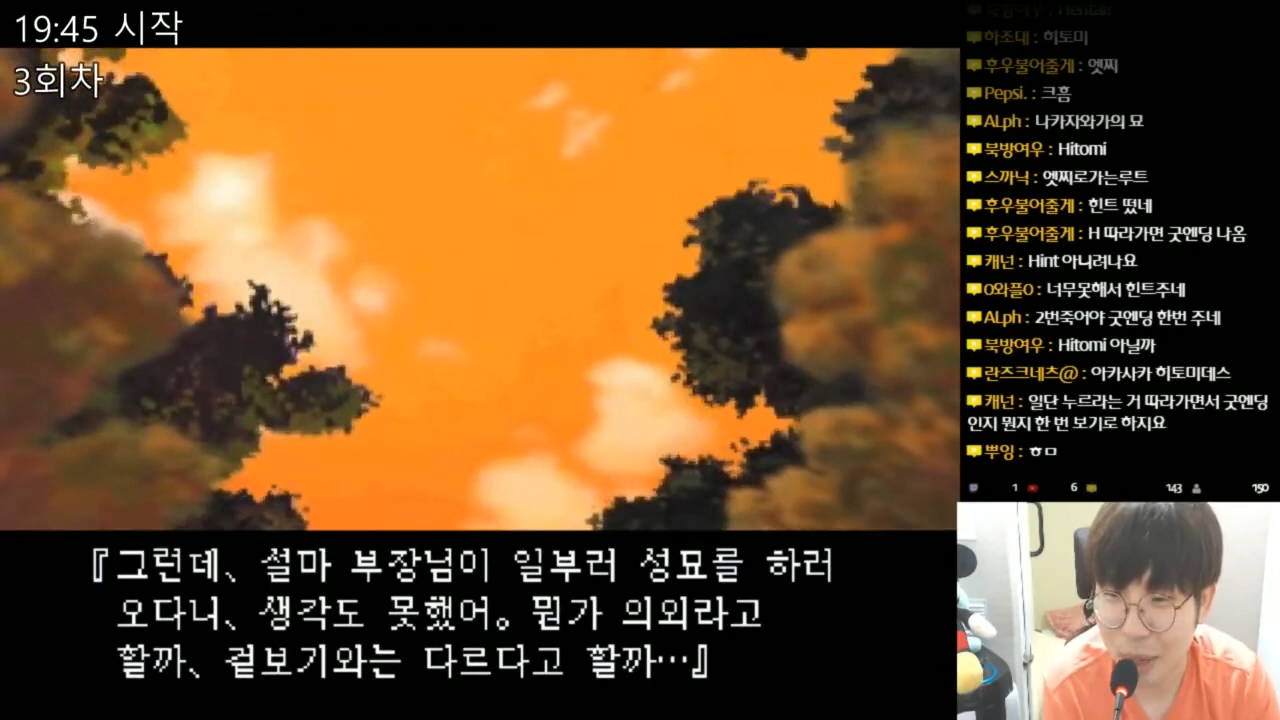 19:45 시작
3회차
『그런데、설마 부장님이 일부러 성묘를 하러
오다니、생각도 못했어。뭔가 의외라고
할까、겉보기와는 다르다고 할까…』
하조대 : 히토미
후우불어줄게 : 엣찌
Pepsi. : 크흠
ALph : 나카자와가의 묘
북방여우 : Hitomi
스까닉 : 엣찌로가는루트
후우불어줄게 : 힌트 떴네
후우불어줄게 : H 따라가면 굿엔딩 나옴
캐넌 : Hint 아니려나요
0와플0 : 너무못해서 힌트주네
ALph : 2번죽어야 굿엔딩 한번 주네
북방여우 : Hitomi 아닐까
란즈크네츠@ : 아카사카 히토미데스
캐넌 : 일단 누르라는 거 따라가면서 굿엔딩
인지 뭔지 한 번 보기로 하지요
뿌잉 : ㅎㅁ
1 6 143 150